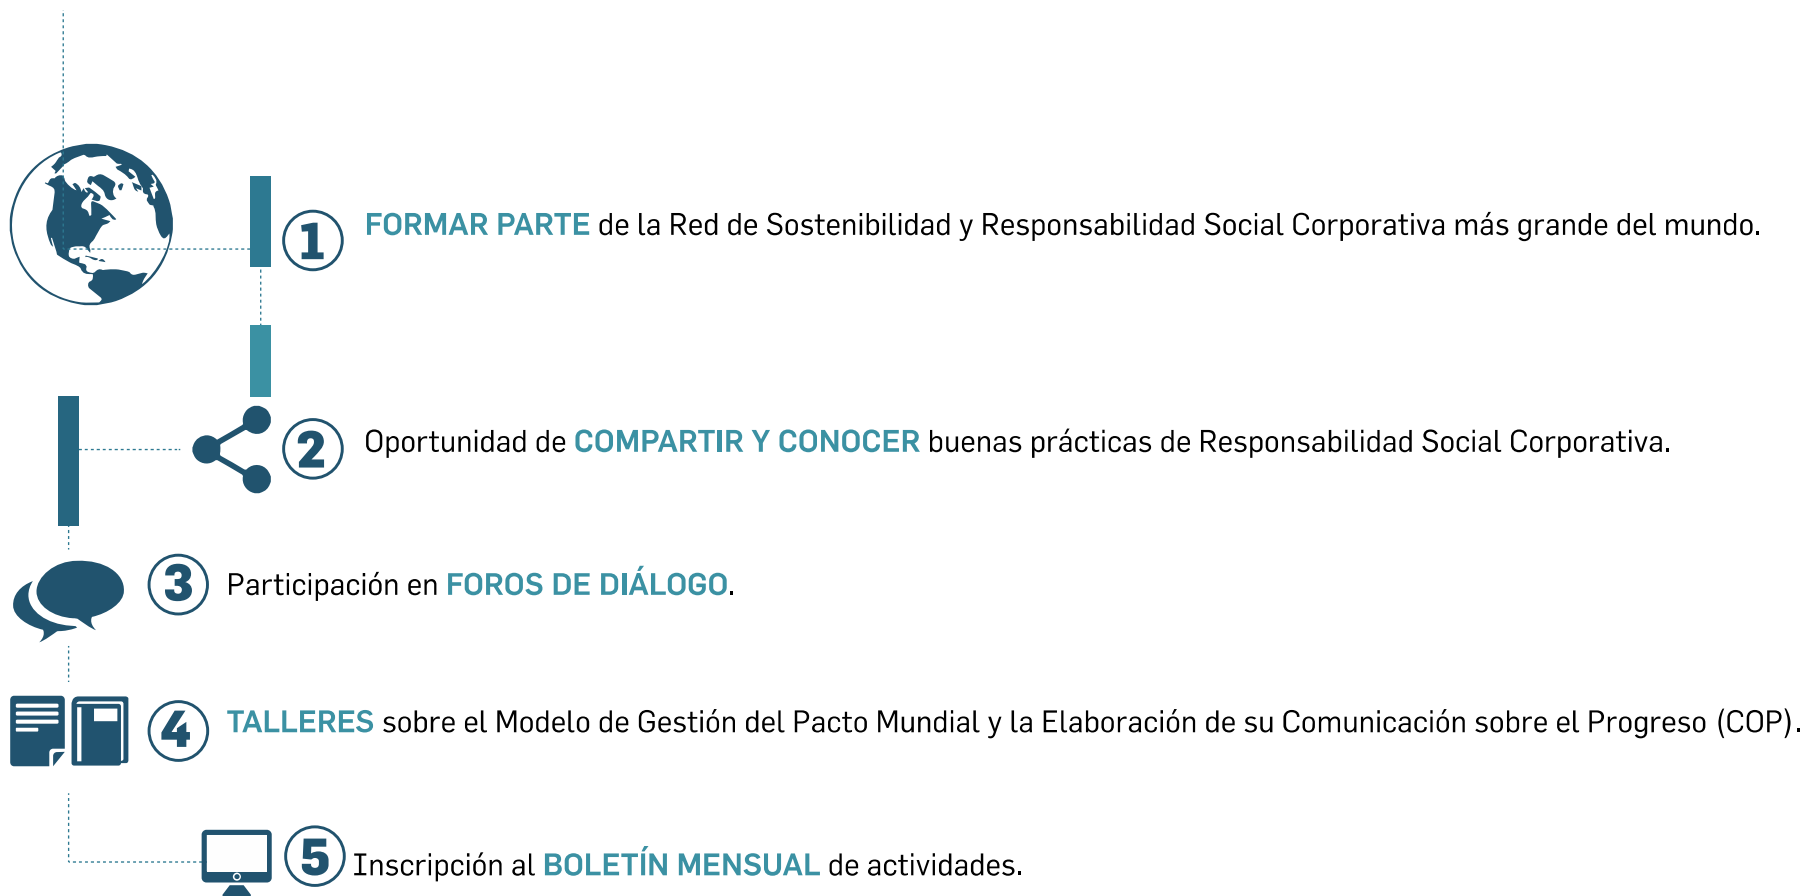 1 FORMAR PARTE de la Red de Sostenibilidad y Responsabilidad Social Corporativa más grande del mundo.
2 Oportunidad de COMPARTIR Y CONOCER buenas prácticas de Responsabilidad Social Corporativa.
3 Participación en FOROS DE DIÁLOGO.
4 TALLERES sobre el Modelo de Gestión del Pacto Mundial y la Elaboración de su Comunicación sobre el Progreso (COP).
5 Inscripción al BOLETÍN MENSUAL de actividades.